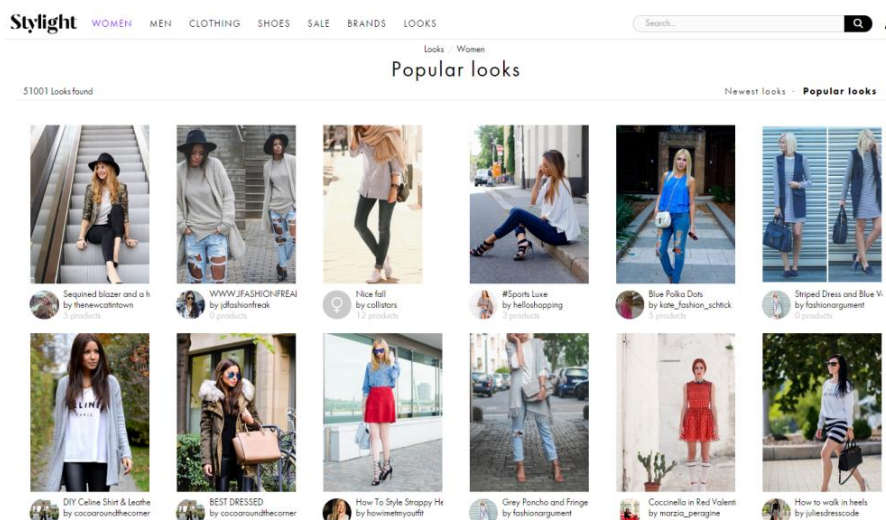 Stylight WOMEN MEN CLOTHING SHOES SALE BRANDS LOOKS Search...
Looks / Women
Popular looks
51001 Looks found Newest looks - Popular looks
Sequined blazer and a h
by thenewcatintown
5 products
WWW.JFASHIONFREAI
by jdfashionfreak
0 products
Nice fall
by collistars
12 products
#Sports Luxe
by helloshopping
3 products
Blue Polka Dots
by kate_fashion_schtick
5 products
Striped Dress and Blue V
by fashionargument
0 products
DIY Celine Shirt & Leathe
by cocoaroundthecorner
BEST DRESSED
by cocoaroundthecorner
How To Style Strappy He
by howimetmyoutfit
Grey Poncho and Fringe
by fashionargument
Coccinella in Red Valenti
by marzia_peragine
How to walk in heels
by juliesdresscode